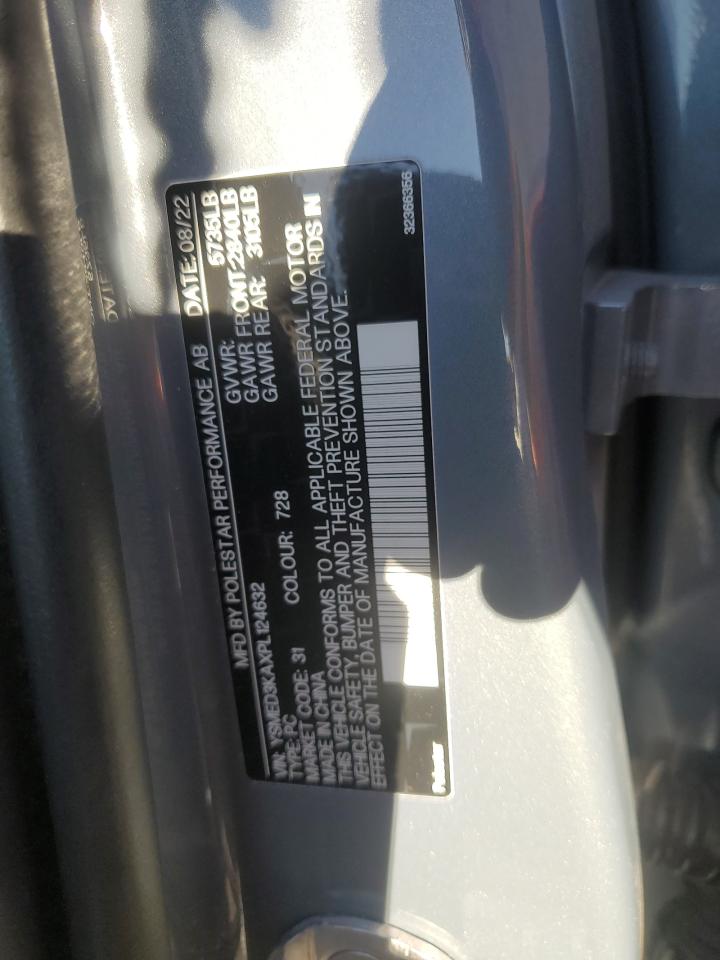 MFD BY POLESTAR PERFORMANCE AB DATE: 08/22
GVWR: 5735LB
GAWR FRONT-2840LB
GAWR REAR: 3105LB
VIN: YSMED3KAXPL124632
TYPE: PC
MARKET CODE: 31 COLOUR: 728
MADE IN CHINA
THIS VEHICLE CONFORMS TO ALL APPLICABLE FEDERAL MOTOR
VEHICLE SAFETY, BUMPER AND THEFT PREVENTION STANDARDS IN
EFFECT ON THE DATE OF MANUFACTURE SHOWN ABOVE.
Polestar
32366356